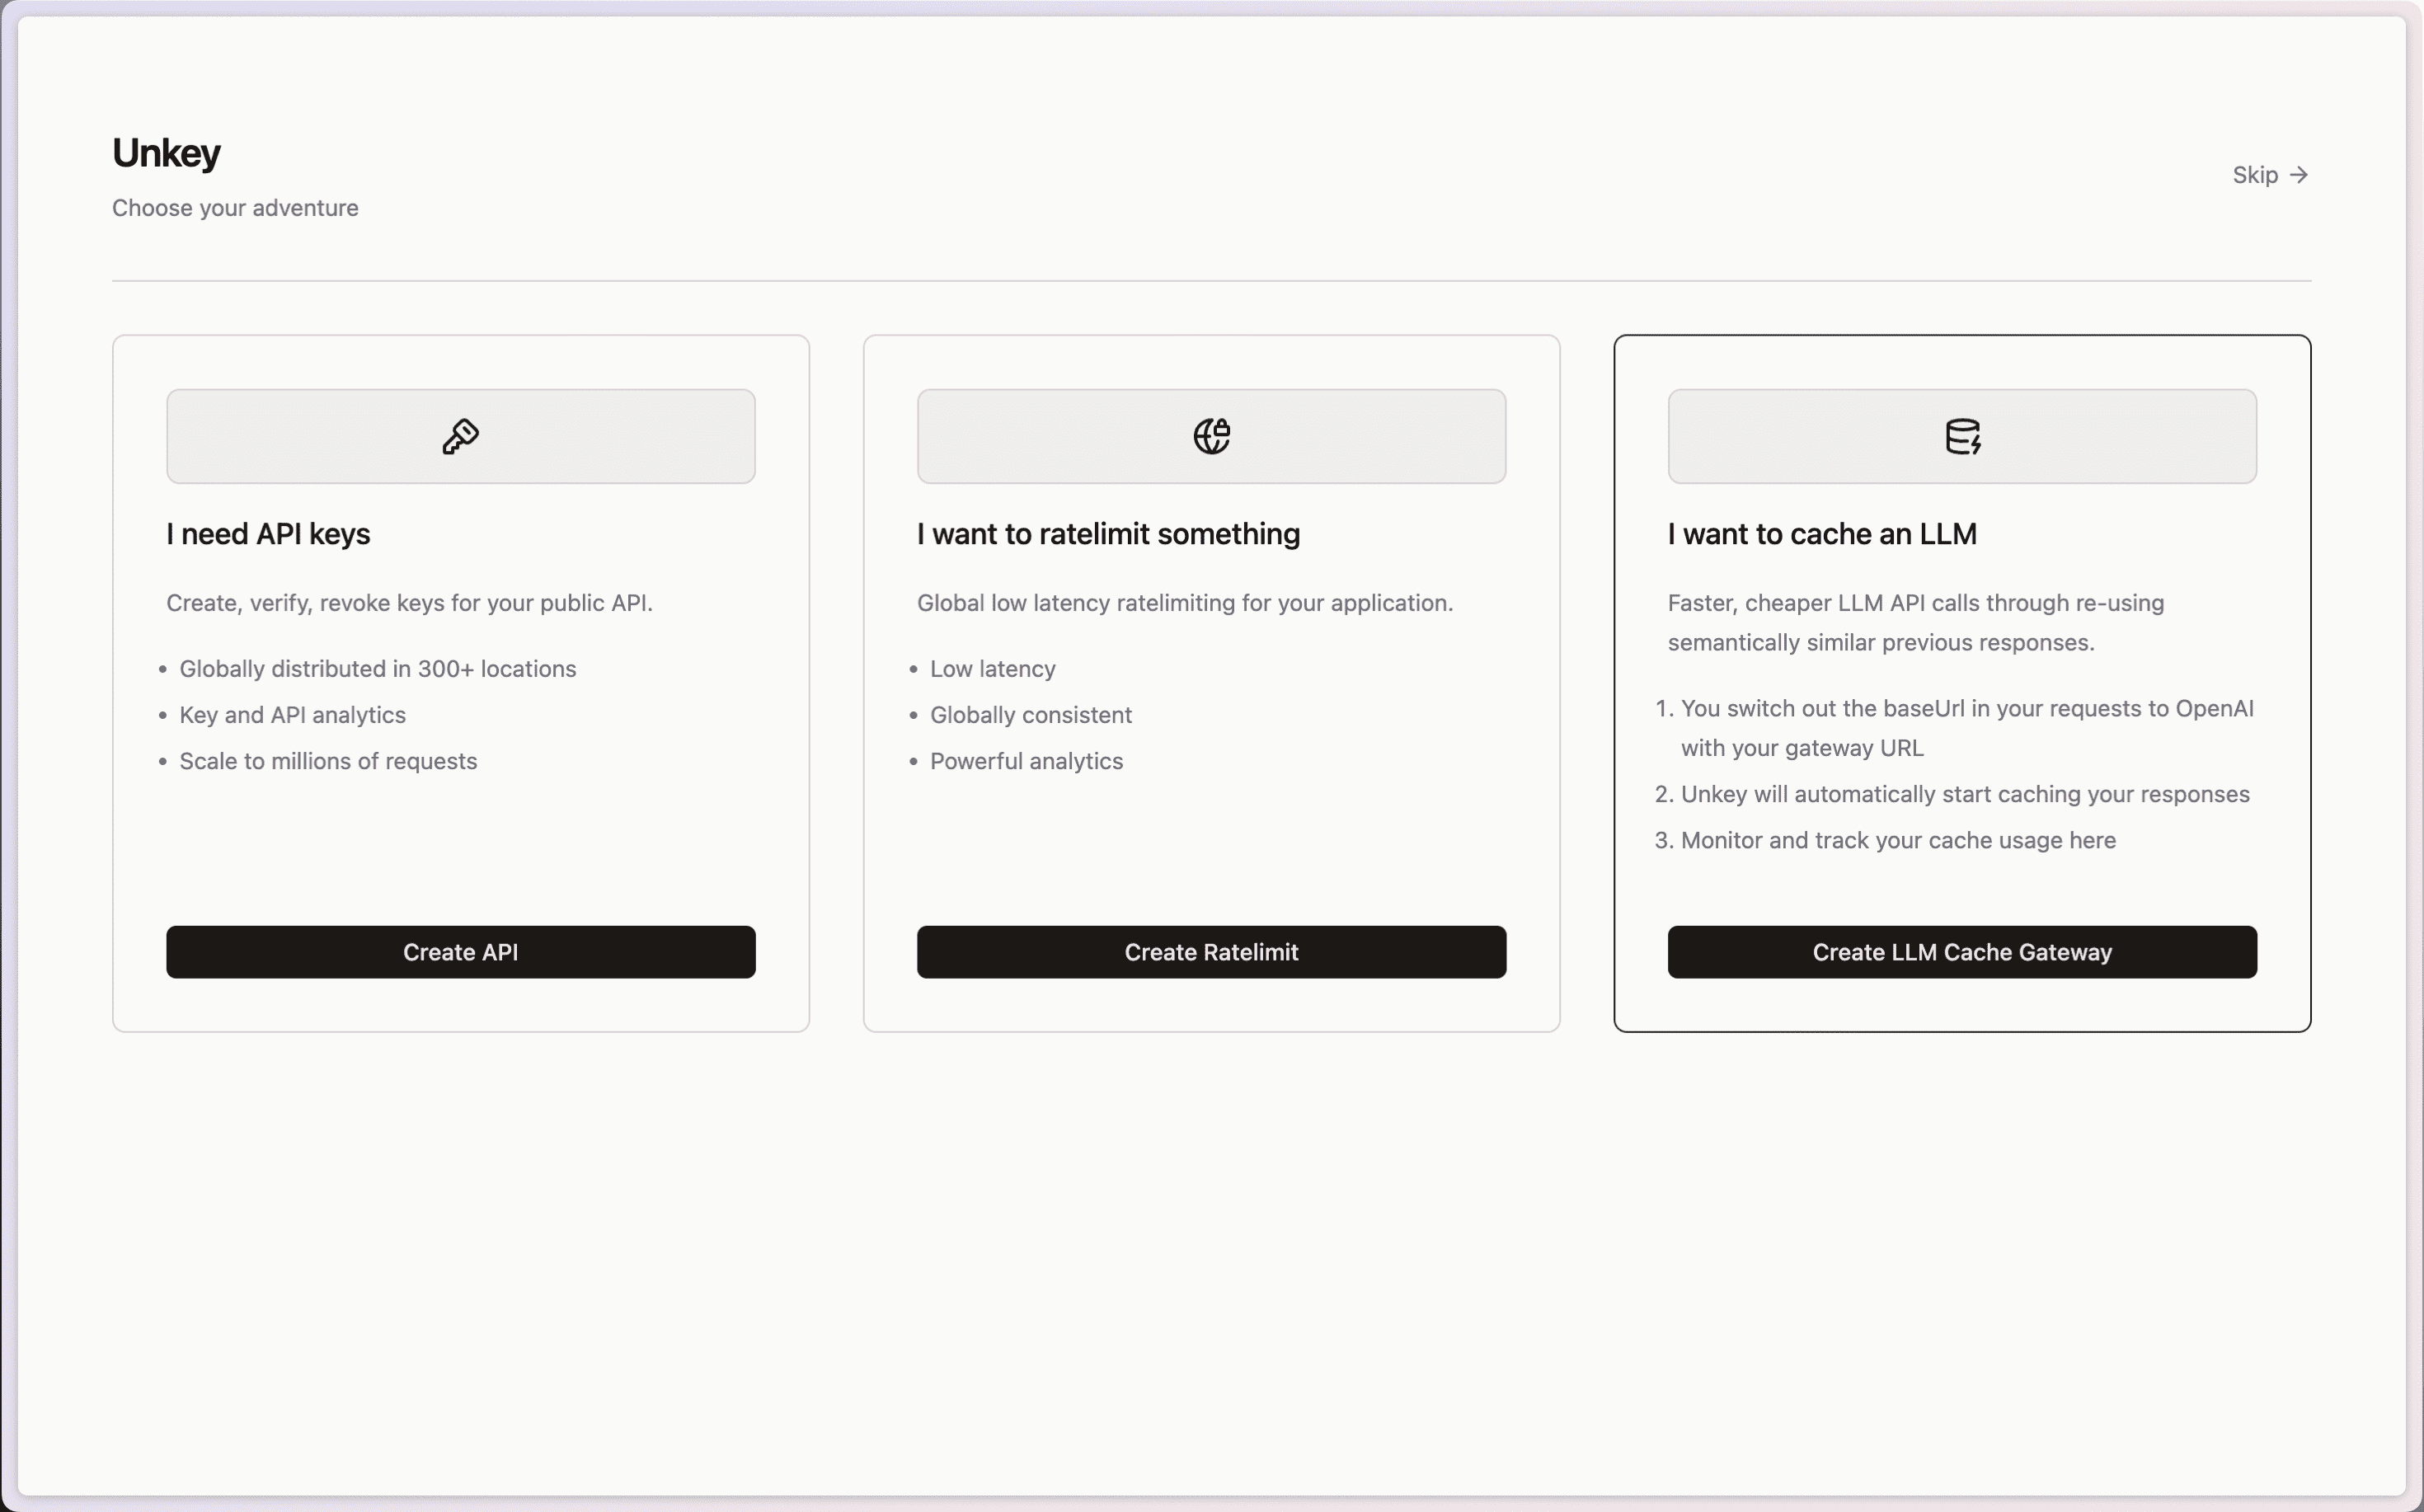 Unkey
Choose your adventure
Skip →
I need API keys
Create, verify, revoke keys for your public API.
• Globally distributed in 300+ locations
• Key and API analytics
• Scale to millions of requests
Create API
I want to ratelimit something
Global low latency ratelimiting for your application.
• Low latency
• Globally consistent
• Powerful analytics
Create Ratelimit
I want to cache an LLM
Faster, cheaper LLM API calls through re-using
semantically similar previous responses.
1. You switch out the baseUrl in your requests to OpenAI
with your gateway URL
2. Unkey will automatically start caching your responses
3. Monitor and track your cache usage here
Create LLM Cache Gateway